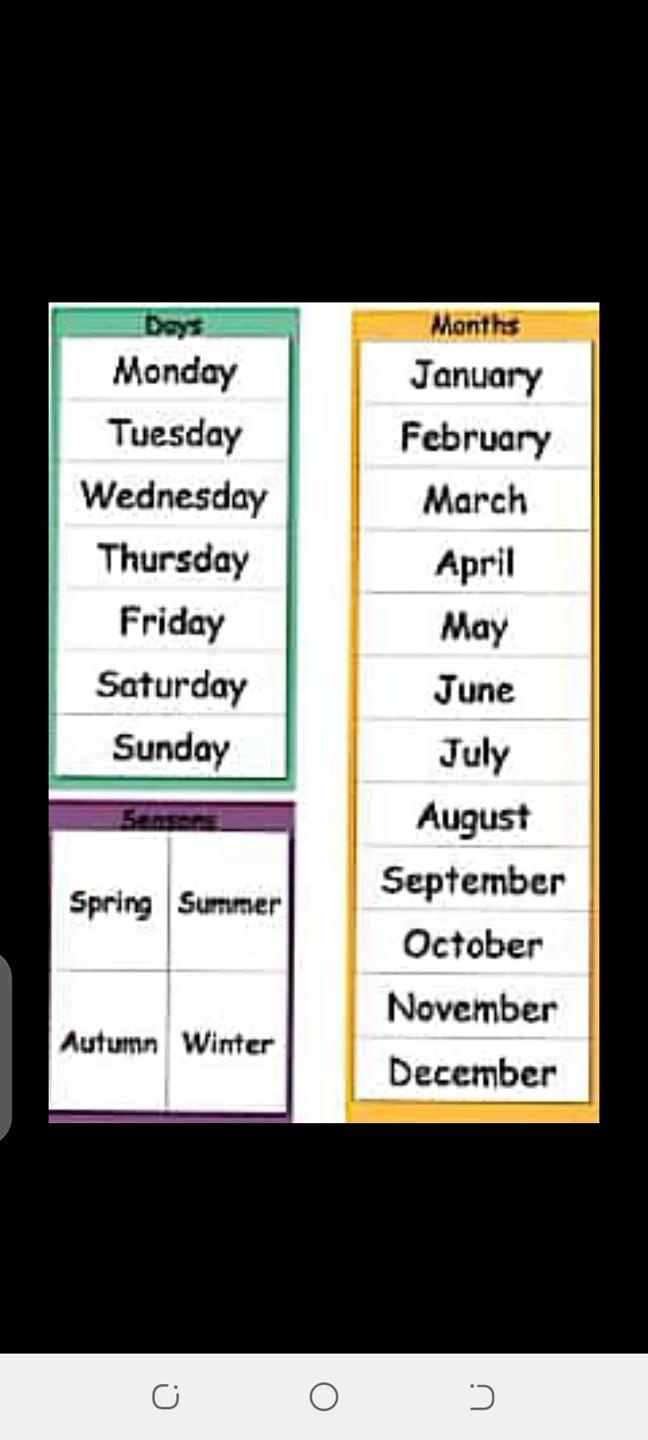 Days
Monday
Tuesday
Wednesday
Thursday
Friday
Saturday
Sunday
Seasons
Spring Summer
Autumn Winter
Months
January
February
March
April
May
June
July
August
September
October
November
December